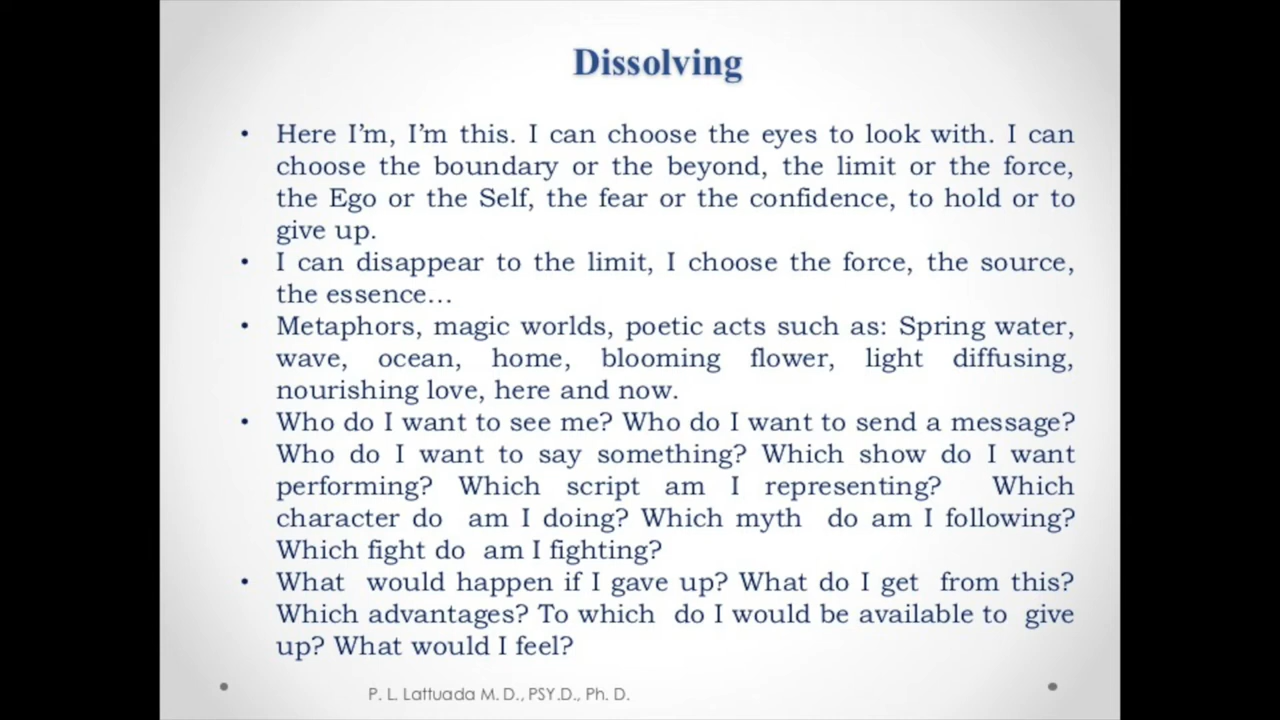 Dissolving
• Here I'm, I'm this. I can choose the eyes to look with. I can
choose the boundary or the beyond, the limit or the force,
the Ego or the Self, the fear or the confidence, to hold or to
give up.
• I can disappear to the limit, I choose the force, the source,
the essence…
• Metaphors, magic worlds, poetic acts such as: Spring water,
wave, ocean, home, blooming flower, light diffusing,
nourishing love, here and now.
• Who do I want to see me? Who do I want to send a message?
Who do I want to say something? Which show do I want
performing? Which script am I representing? Which
character do am I doing? Which myth do am I following?
Which fight do am I fighting?
• What would happen if I gave up? What do I get from this?
Which advantages? To which do I would be available to give
up? What would I feel?
P. L. Lattuada M. D., PSY.D., Ph. D.